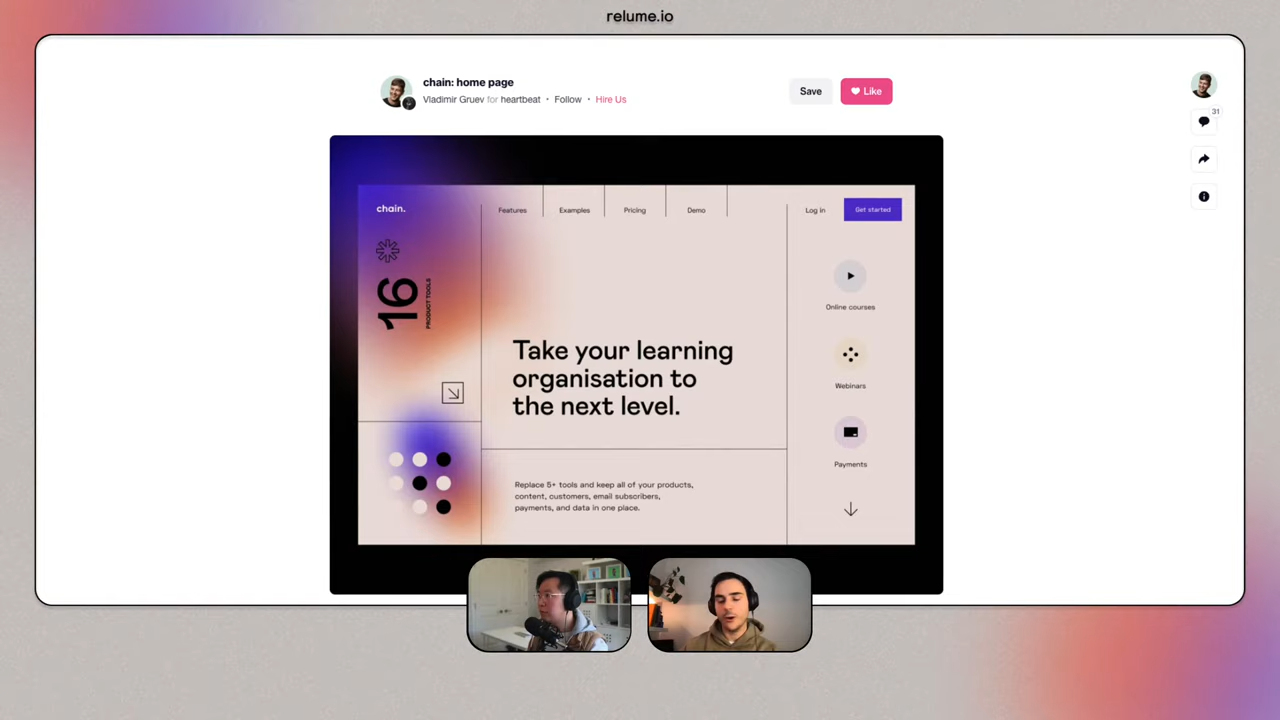 relume.io
chain: home page
Vladimir Gruev for heartbeat • Follow • Hire Us
Save
Like
31
chain.
Features
Examples
Pricing
Demo
Log in
Get started
16
PRODUCT TOOLS
Online courses
Take your learning
organisation to
the next level.
Webinars
Payments
Replace 5+ tools and keep all of your products,
content, customers, email subscribers,
payments, and data in one place.